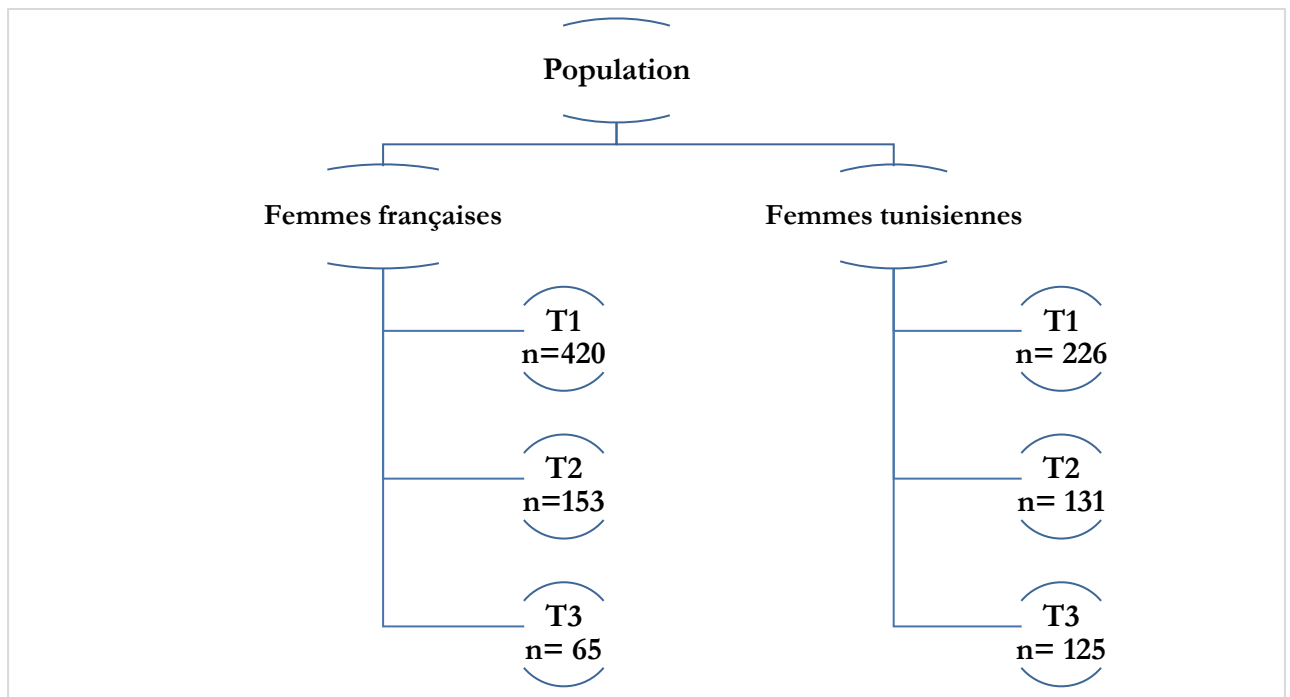 Population
Femmes françaises
Femmes tunisiennes
T1
n=420
T2
n=153
T3
n= 65
T1
n= 226
T2
n= 131
T3
n= 125